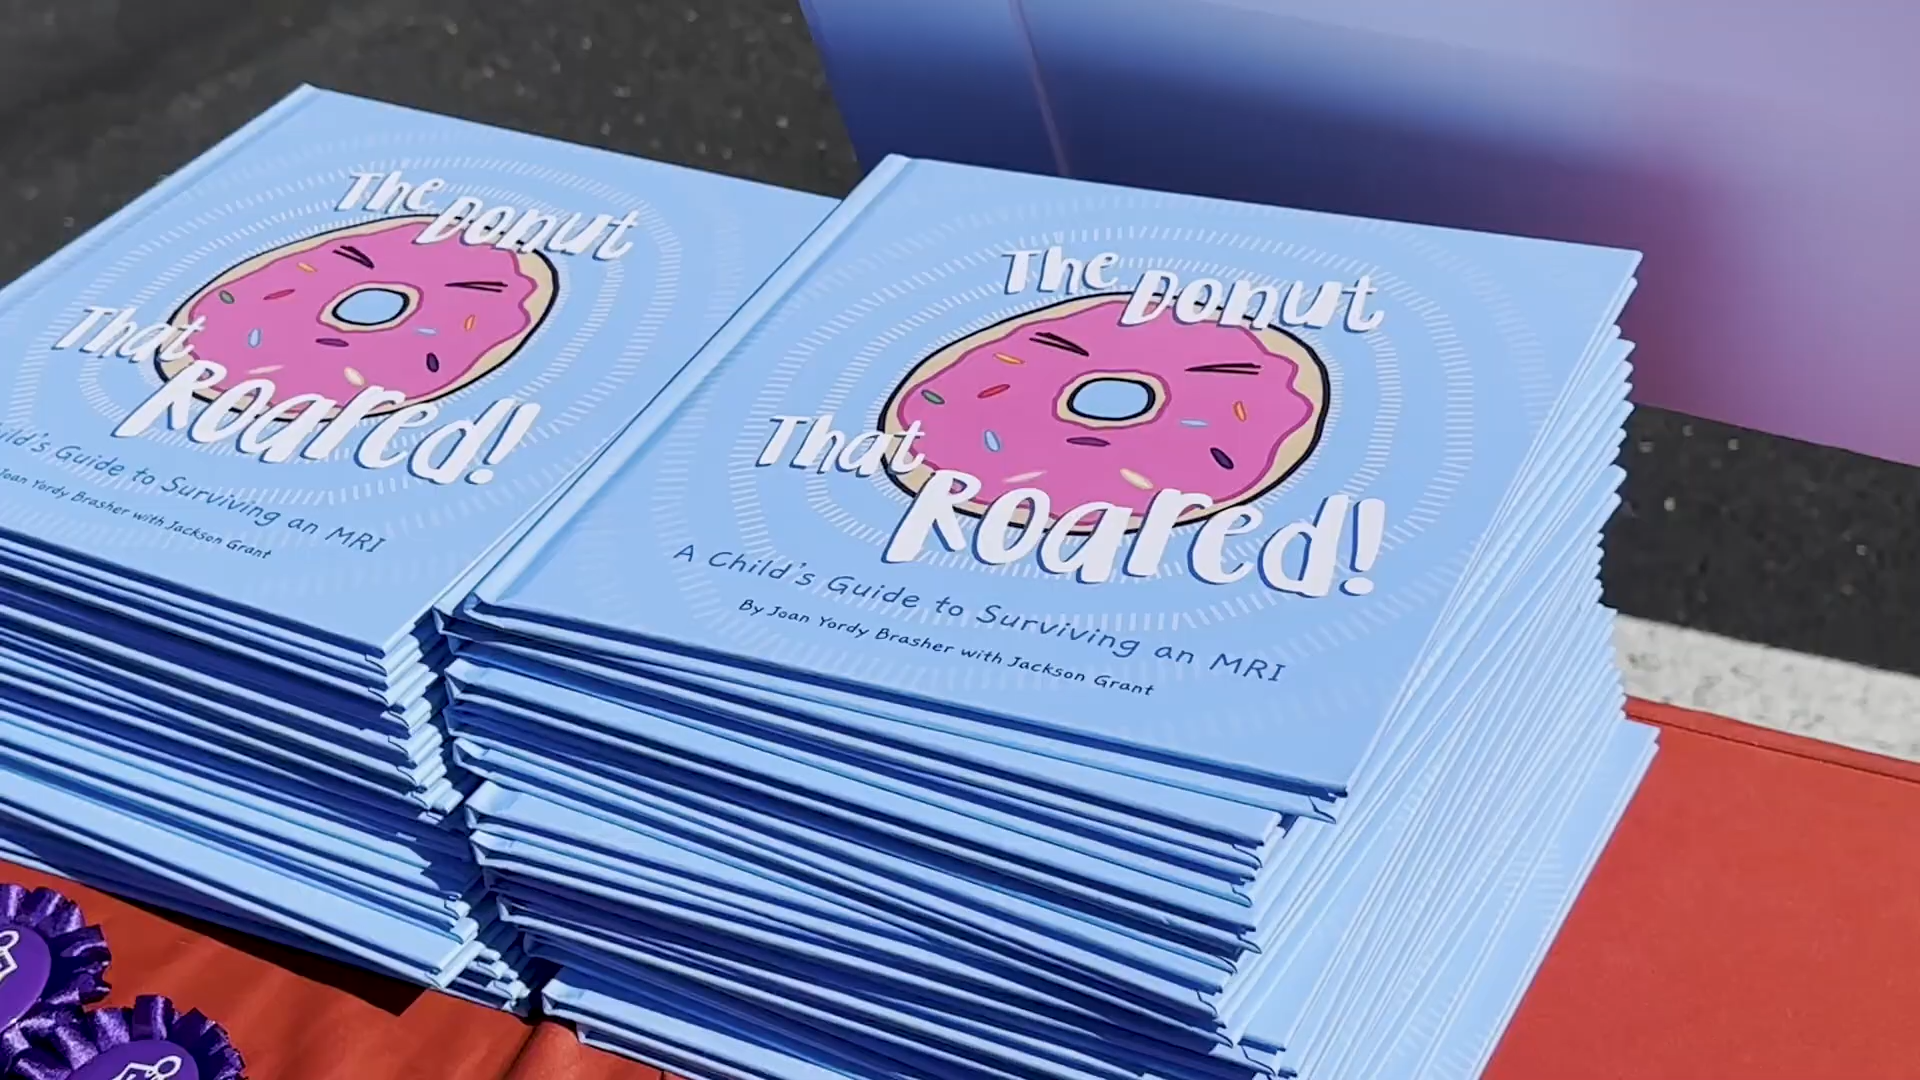 The Donut
That
Roared!
ild's Guide to Surviving an MRI
Joan Yordy Brasher with Jackson Grant
The Donut
That
Roared!
A Child's Guide to Surviving an MRI
By Joan Yordy Brasher with Jackson Grant